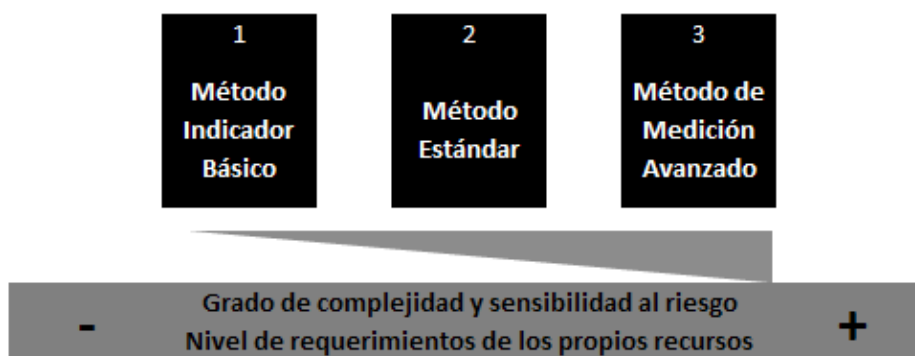 1
Método
Indicador
Básico
2
Método
Estándar
3
Método de
Medición
Avanzado
-
Grado de complejidad y sensibilidad al riesgo
Nivel de requerimientos de los propios recursos
+